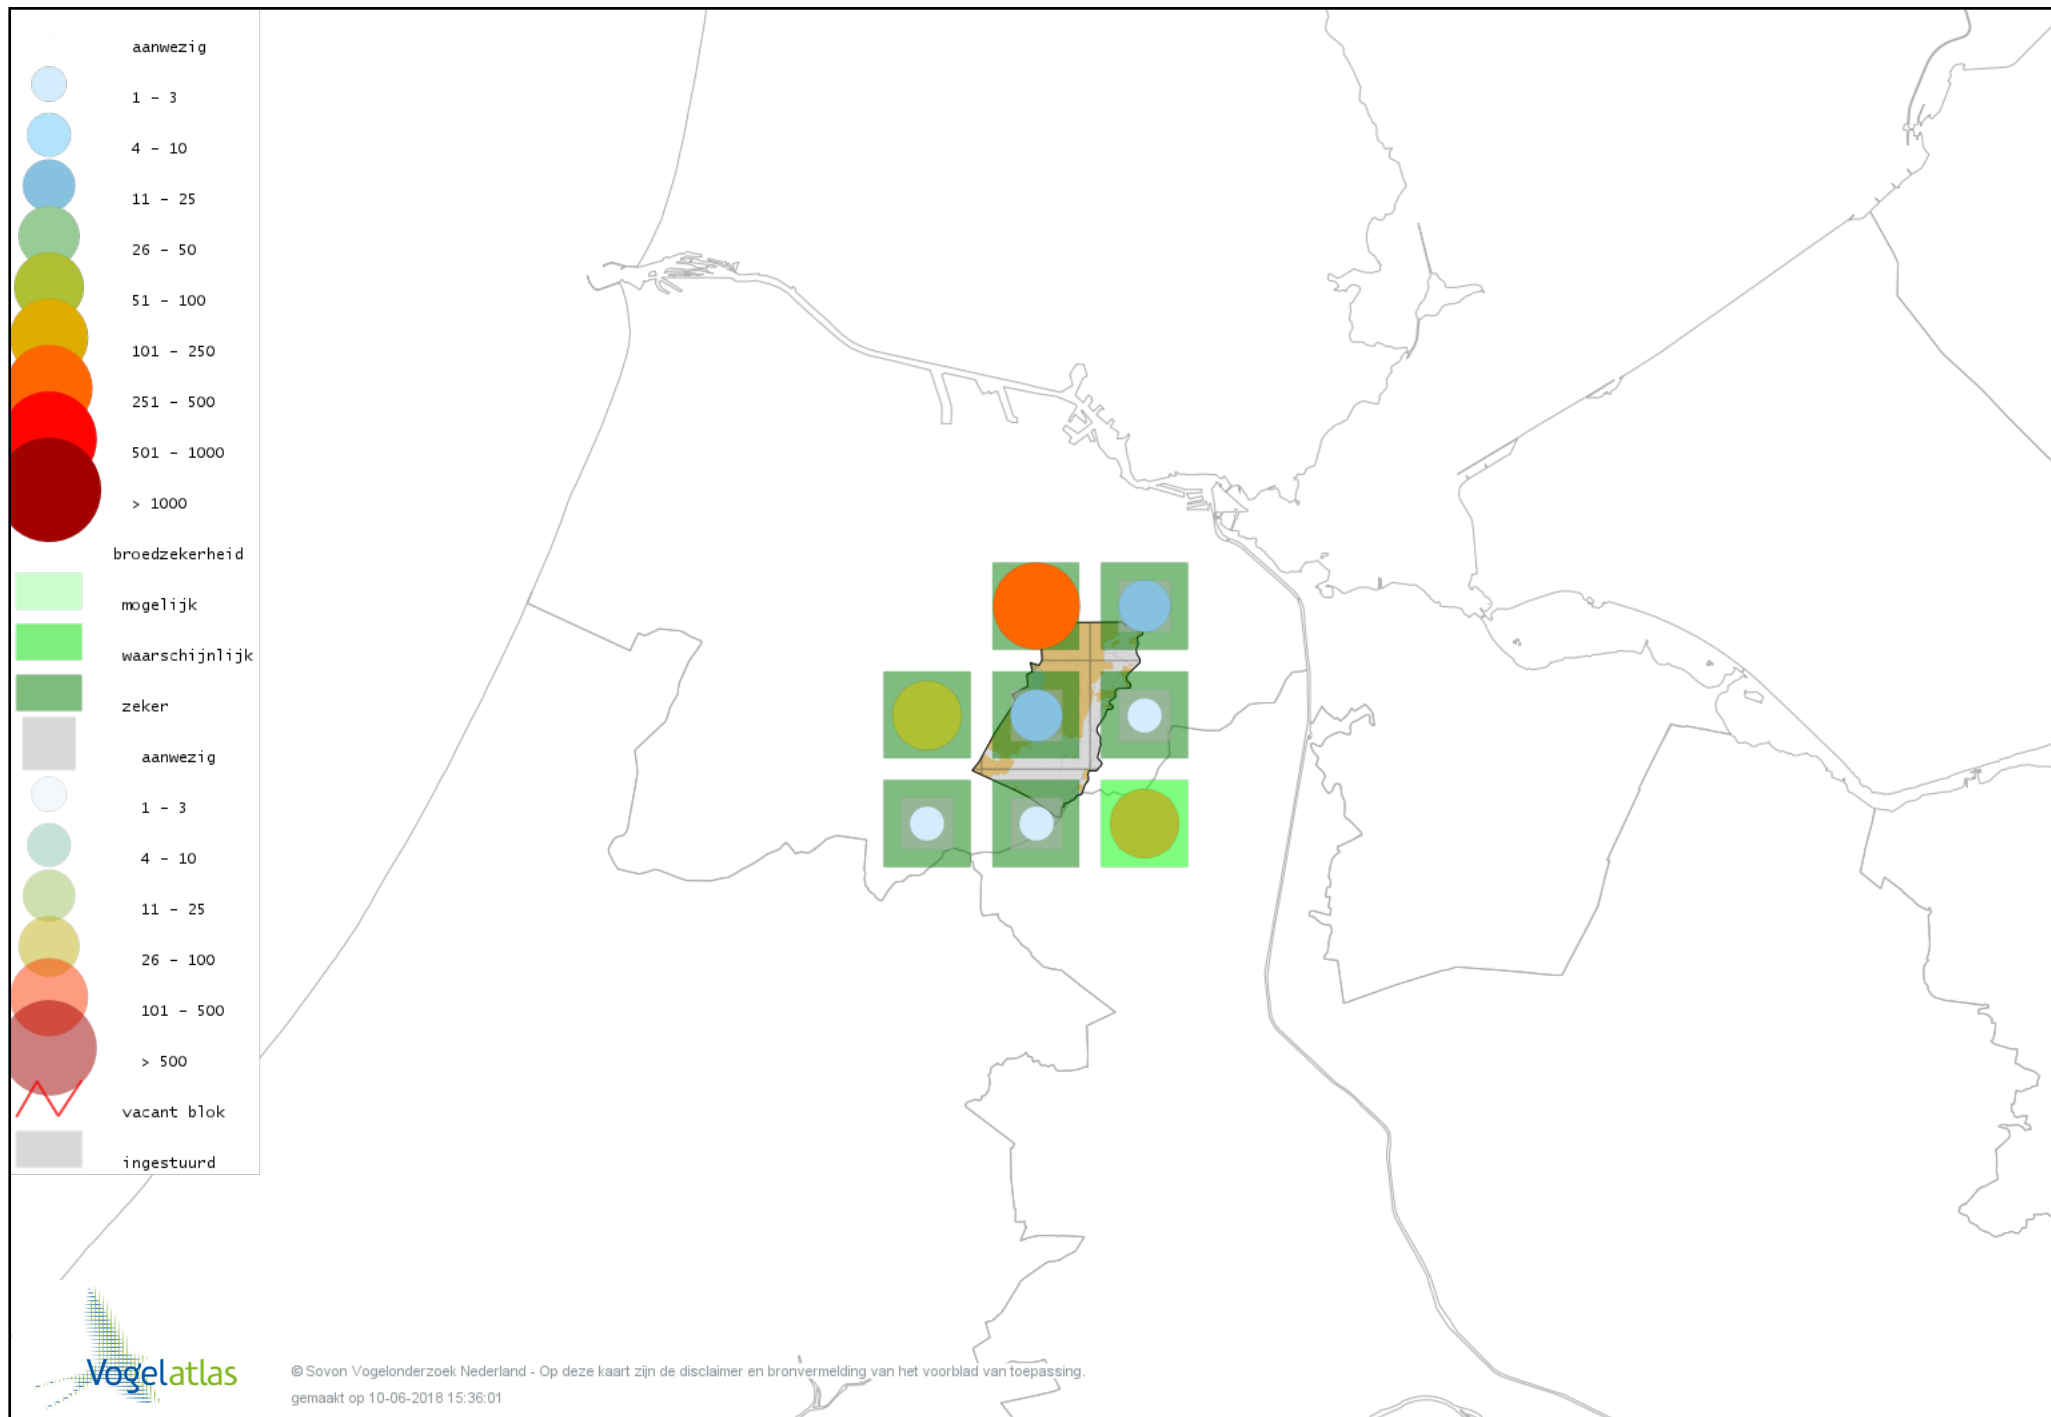 aanwezig
1 - 3
4 - 10
11 - 25
26 - 50
51 - 100
101 - 250
251 - 500
501 - 1000
> 1000
broedzekerheid
mogelijk
waarschijnlijk
zeker
aanwezig
1 - 3
4 - 10
11 - 25
26 - 100
101 - 500
> 500
vacant blok
ingestuurd
Vogelatlas
© Sovon Vogelonderzoek Nederland - Op deze kaart zijn de disclaimer en bronvermelding van het voorblad van toepassing.
gemaakt op 10-06-2018 15:36:01